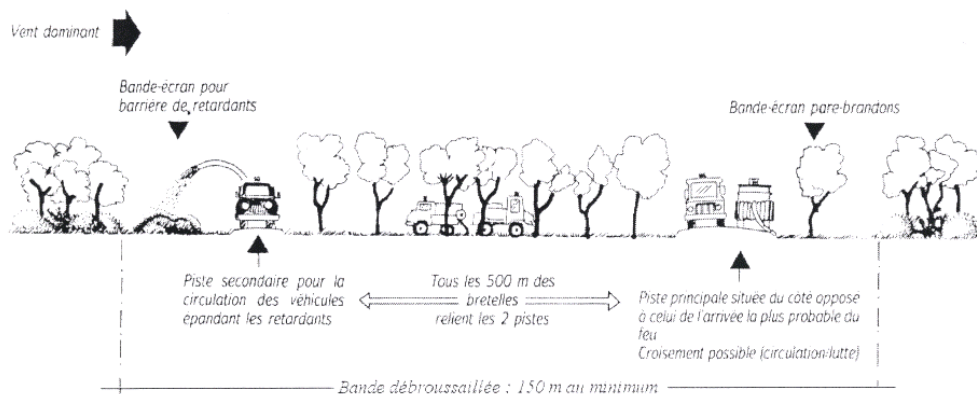 Vent dominant
Bande-écran pour
barrière de retardants
Bande-écran pare-brandons
Piste secondaire pour la
circulation des véhicules
épandant les retardants
Tous les 500 m des
bretelles
relient les 2 pistes
Piste principale située du côté opposé
à celui de l'arrivée la plus probable du
feu
Croisement possible (circulation/lutte)
Bande débroussaillée : 150 m au minimum